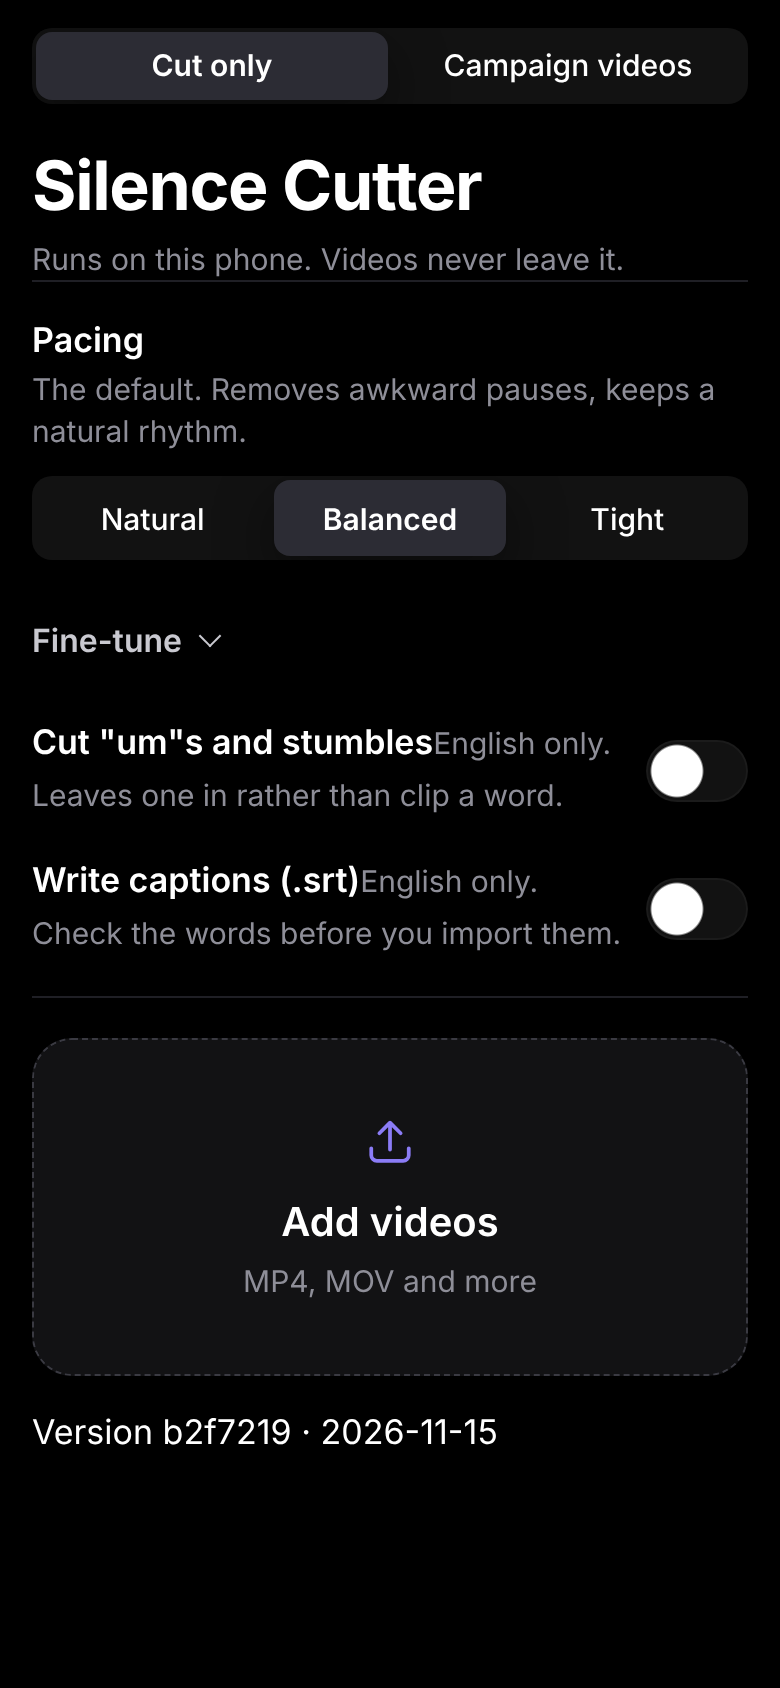 Cut only
Campaign videos
Silence Cutter
Runs on this phone. Videos never leave it.
Pacing
The default. Removes awkward pauses, keeps a
natural rhythm.
Natural
Balanced
Tight
Fine-tune
Cut "um"s and stumblesEnglish only.
Leaves one in rather than clip a word.
Write captions (.srt)English only.
Check the words before you import them.
Add videos
MP4, MOV and more
Version b2f7219 · 2026-11-15